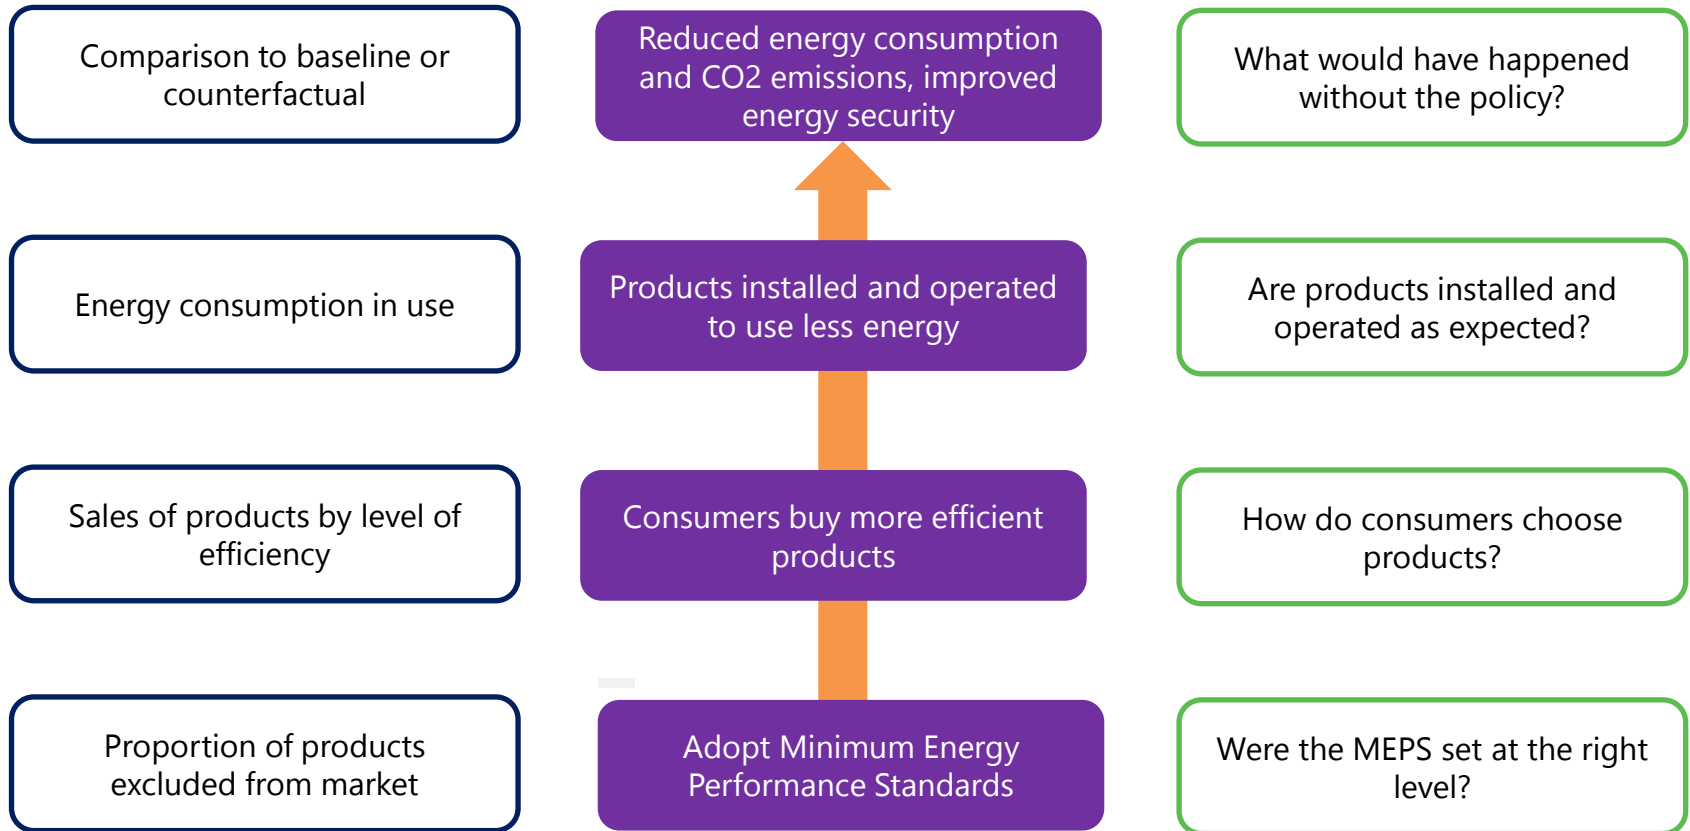 Comparison to baseline or
counterfactual
Reduced energy consumption
and CO2 emissions, improved
energy security
What would have happened
without the policy?
Energy consumption in use
Products installed and operated
to use less energy
Are products installed and
operated as expected?
Sales of products by level of
efficiency
Consumers buy more efficient
products
How do consumers choose
products?
Proportion of products
excluded from market
Adopt Minimum Energy
Performance Standards
Were the MEPS set at the right
level?